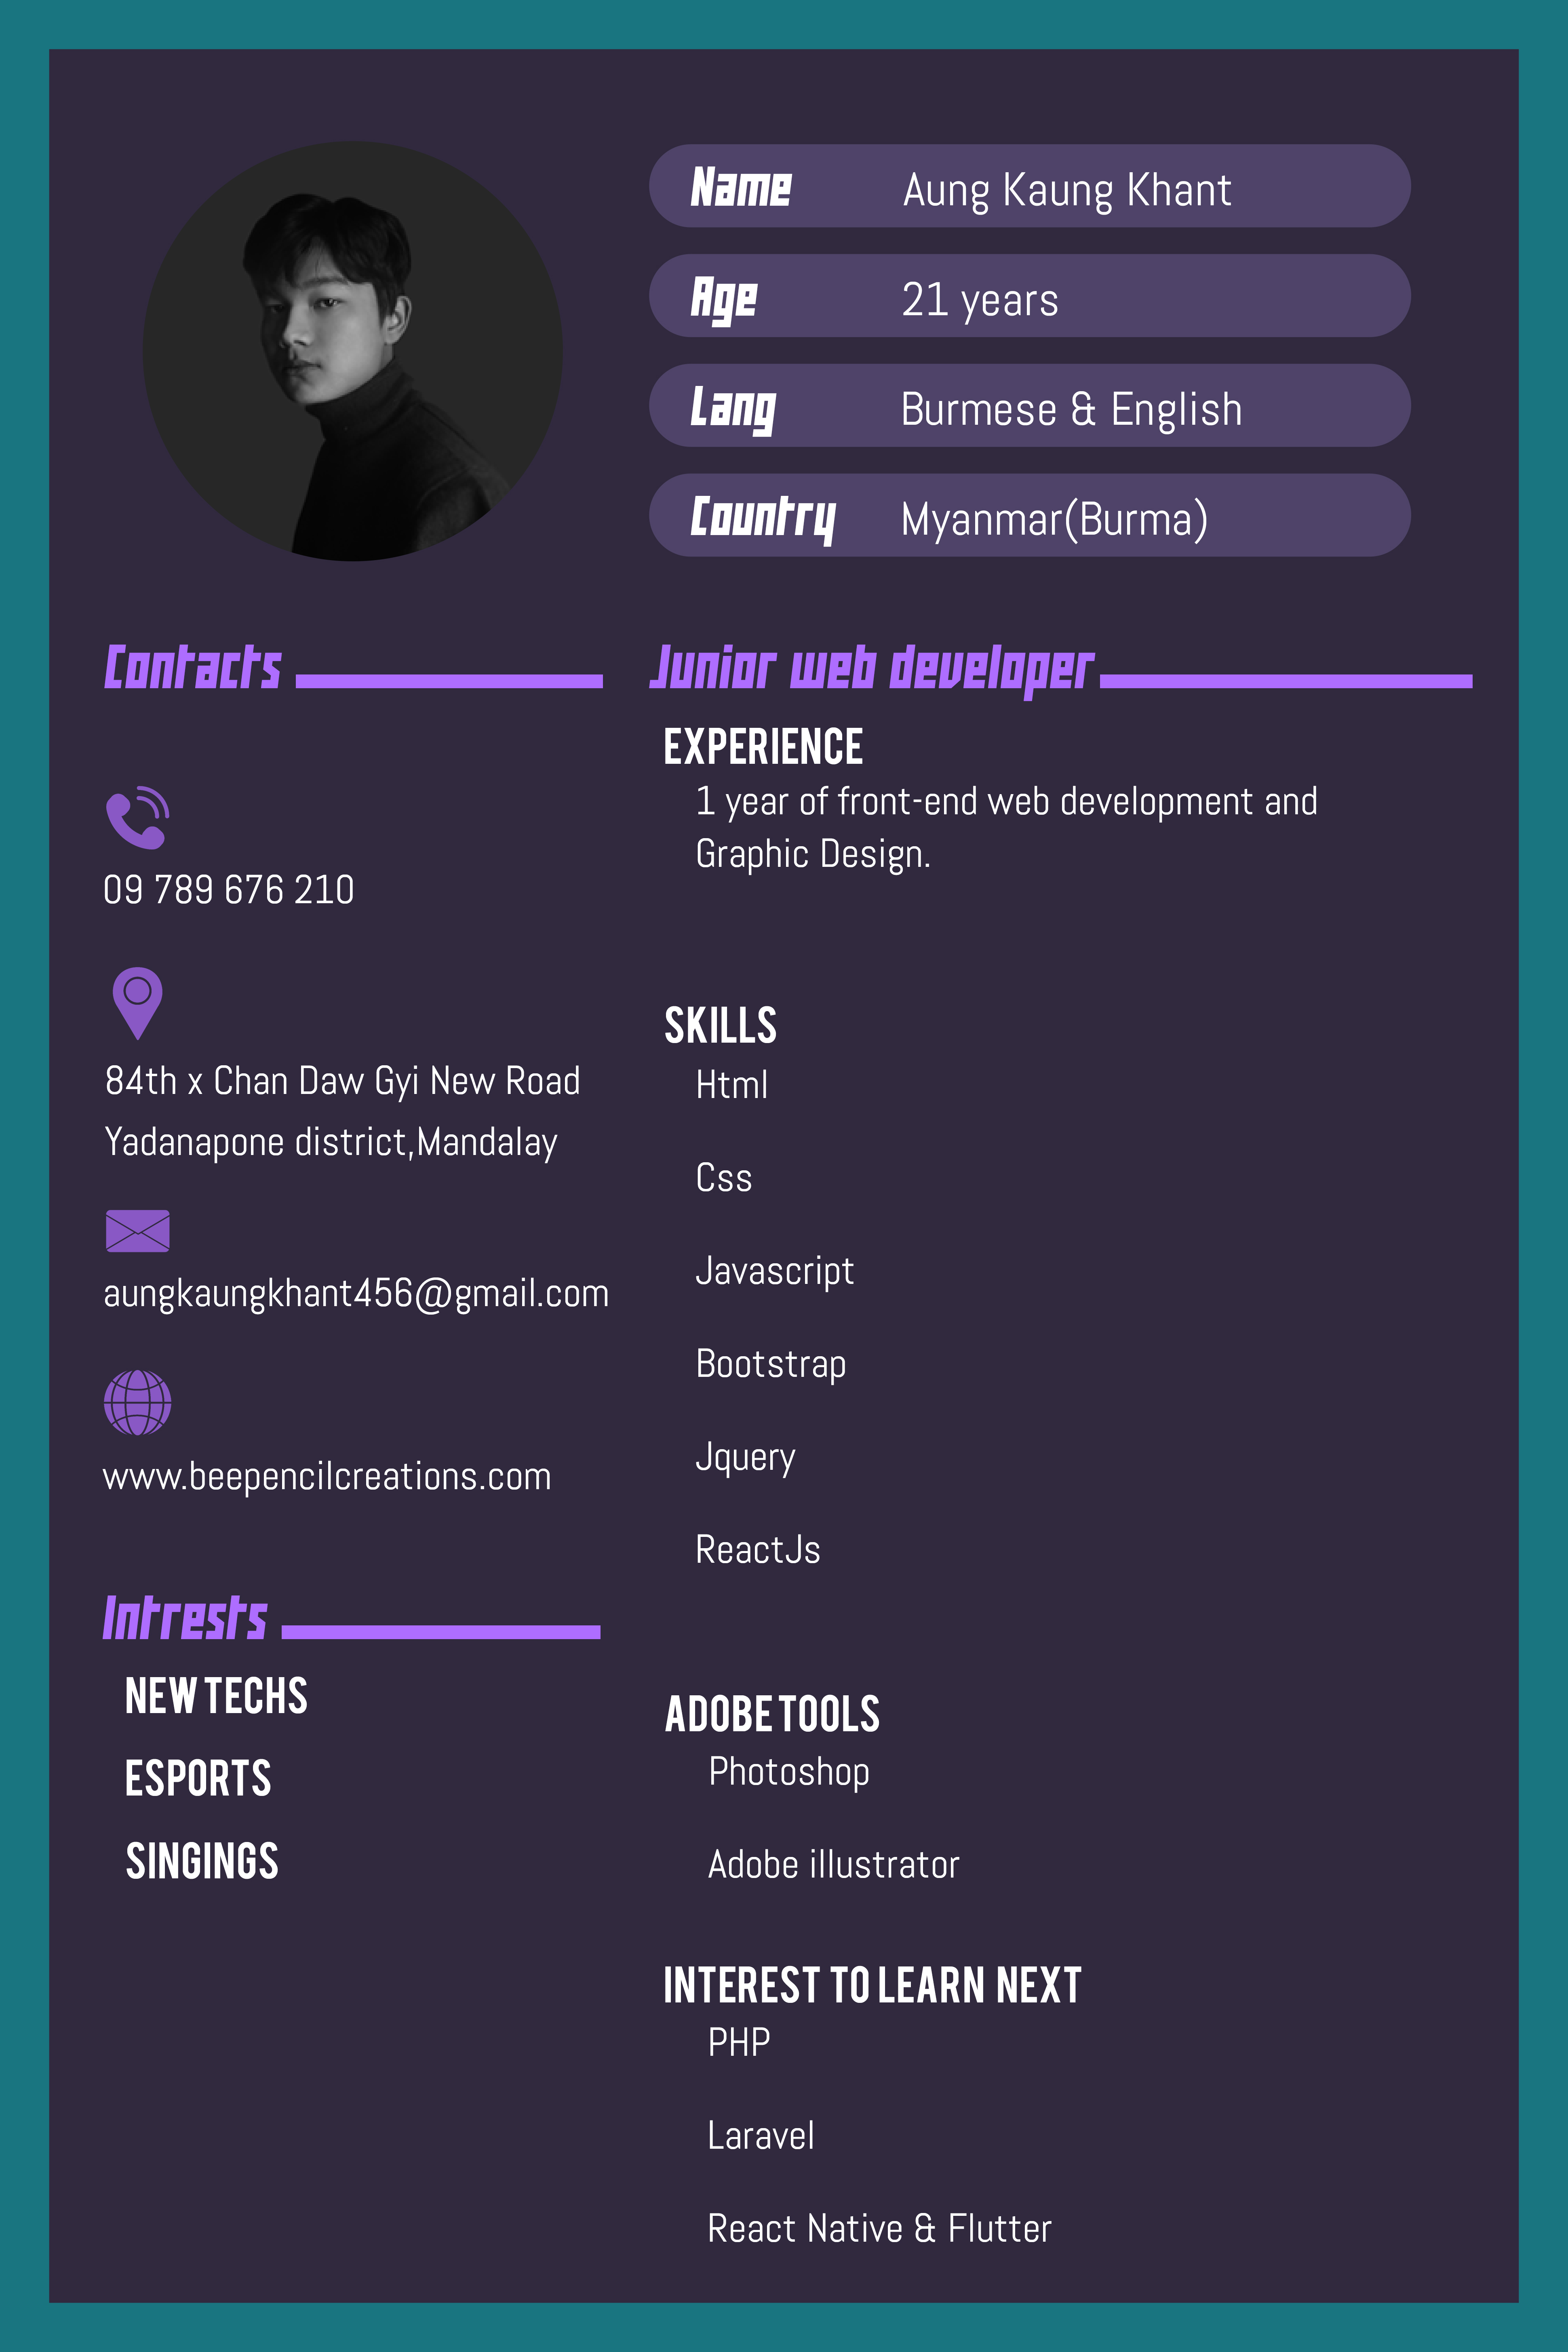 Name Aung Kaung Khant
Age 21 years
Lang Burmese & English
Country Myanmar(Burma)
Contacts
09 789 676 210
84th x Chan Daw Gyi New Road
Yadanapone district,Mandalay
aungkaungkhant456@gmail.com
www.beepencilcreations.com
Intrests
NEW TECHS
ESPORTS
SINGINGS
Junior web developer
EXPERIENCE
1 year of front-end web development and
Graphic Design.
SKILLS
Html
Css
Javascript
Bootstrap
Jquery
ReactJs
ADOBE TOOLS
Photoshop
Adobe illustrator
INTEREST TO LEARN NEXT
PHP
Laravel
React Native & Flutter